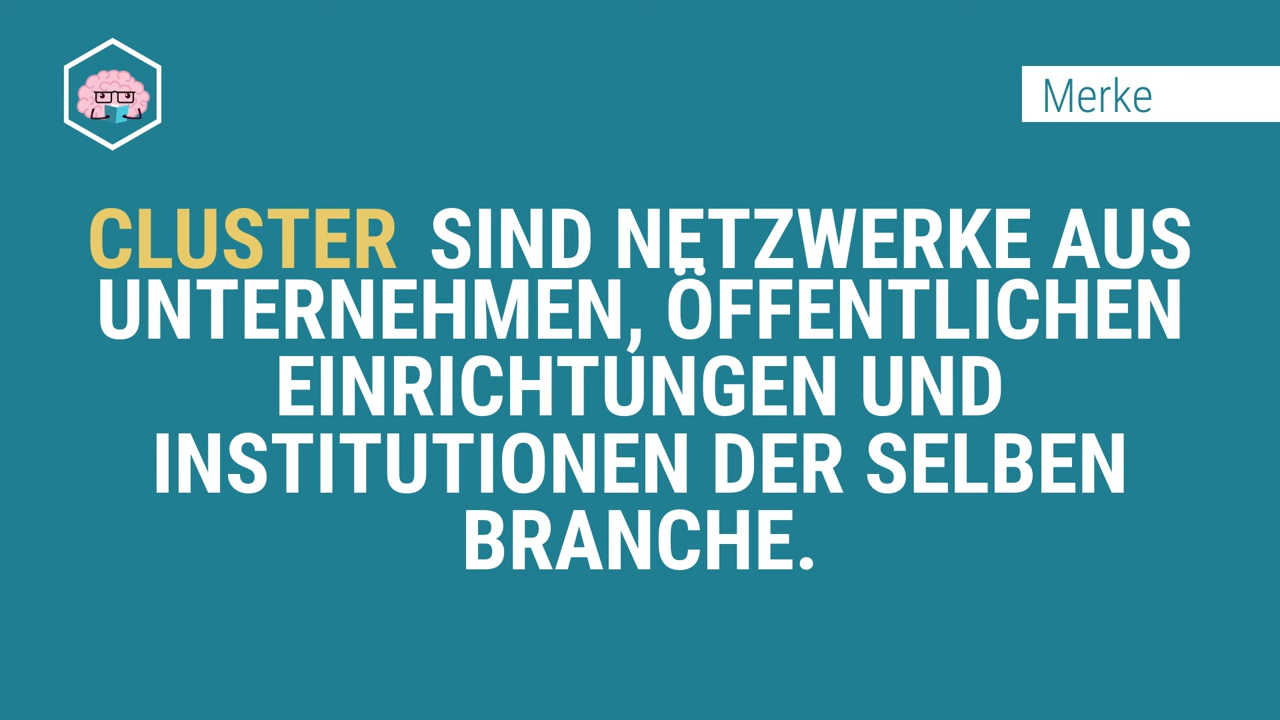 Merke
CLUSTER SIND NETZWERKE AUS
UNTERNEHMEN, ÖFFENTLICHEN
EINRICHTUNGEN UND
INSTITUTIONEN DER SELBEN
BRANCHE.